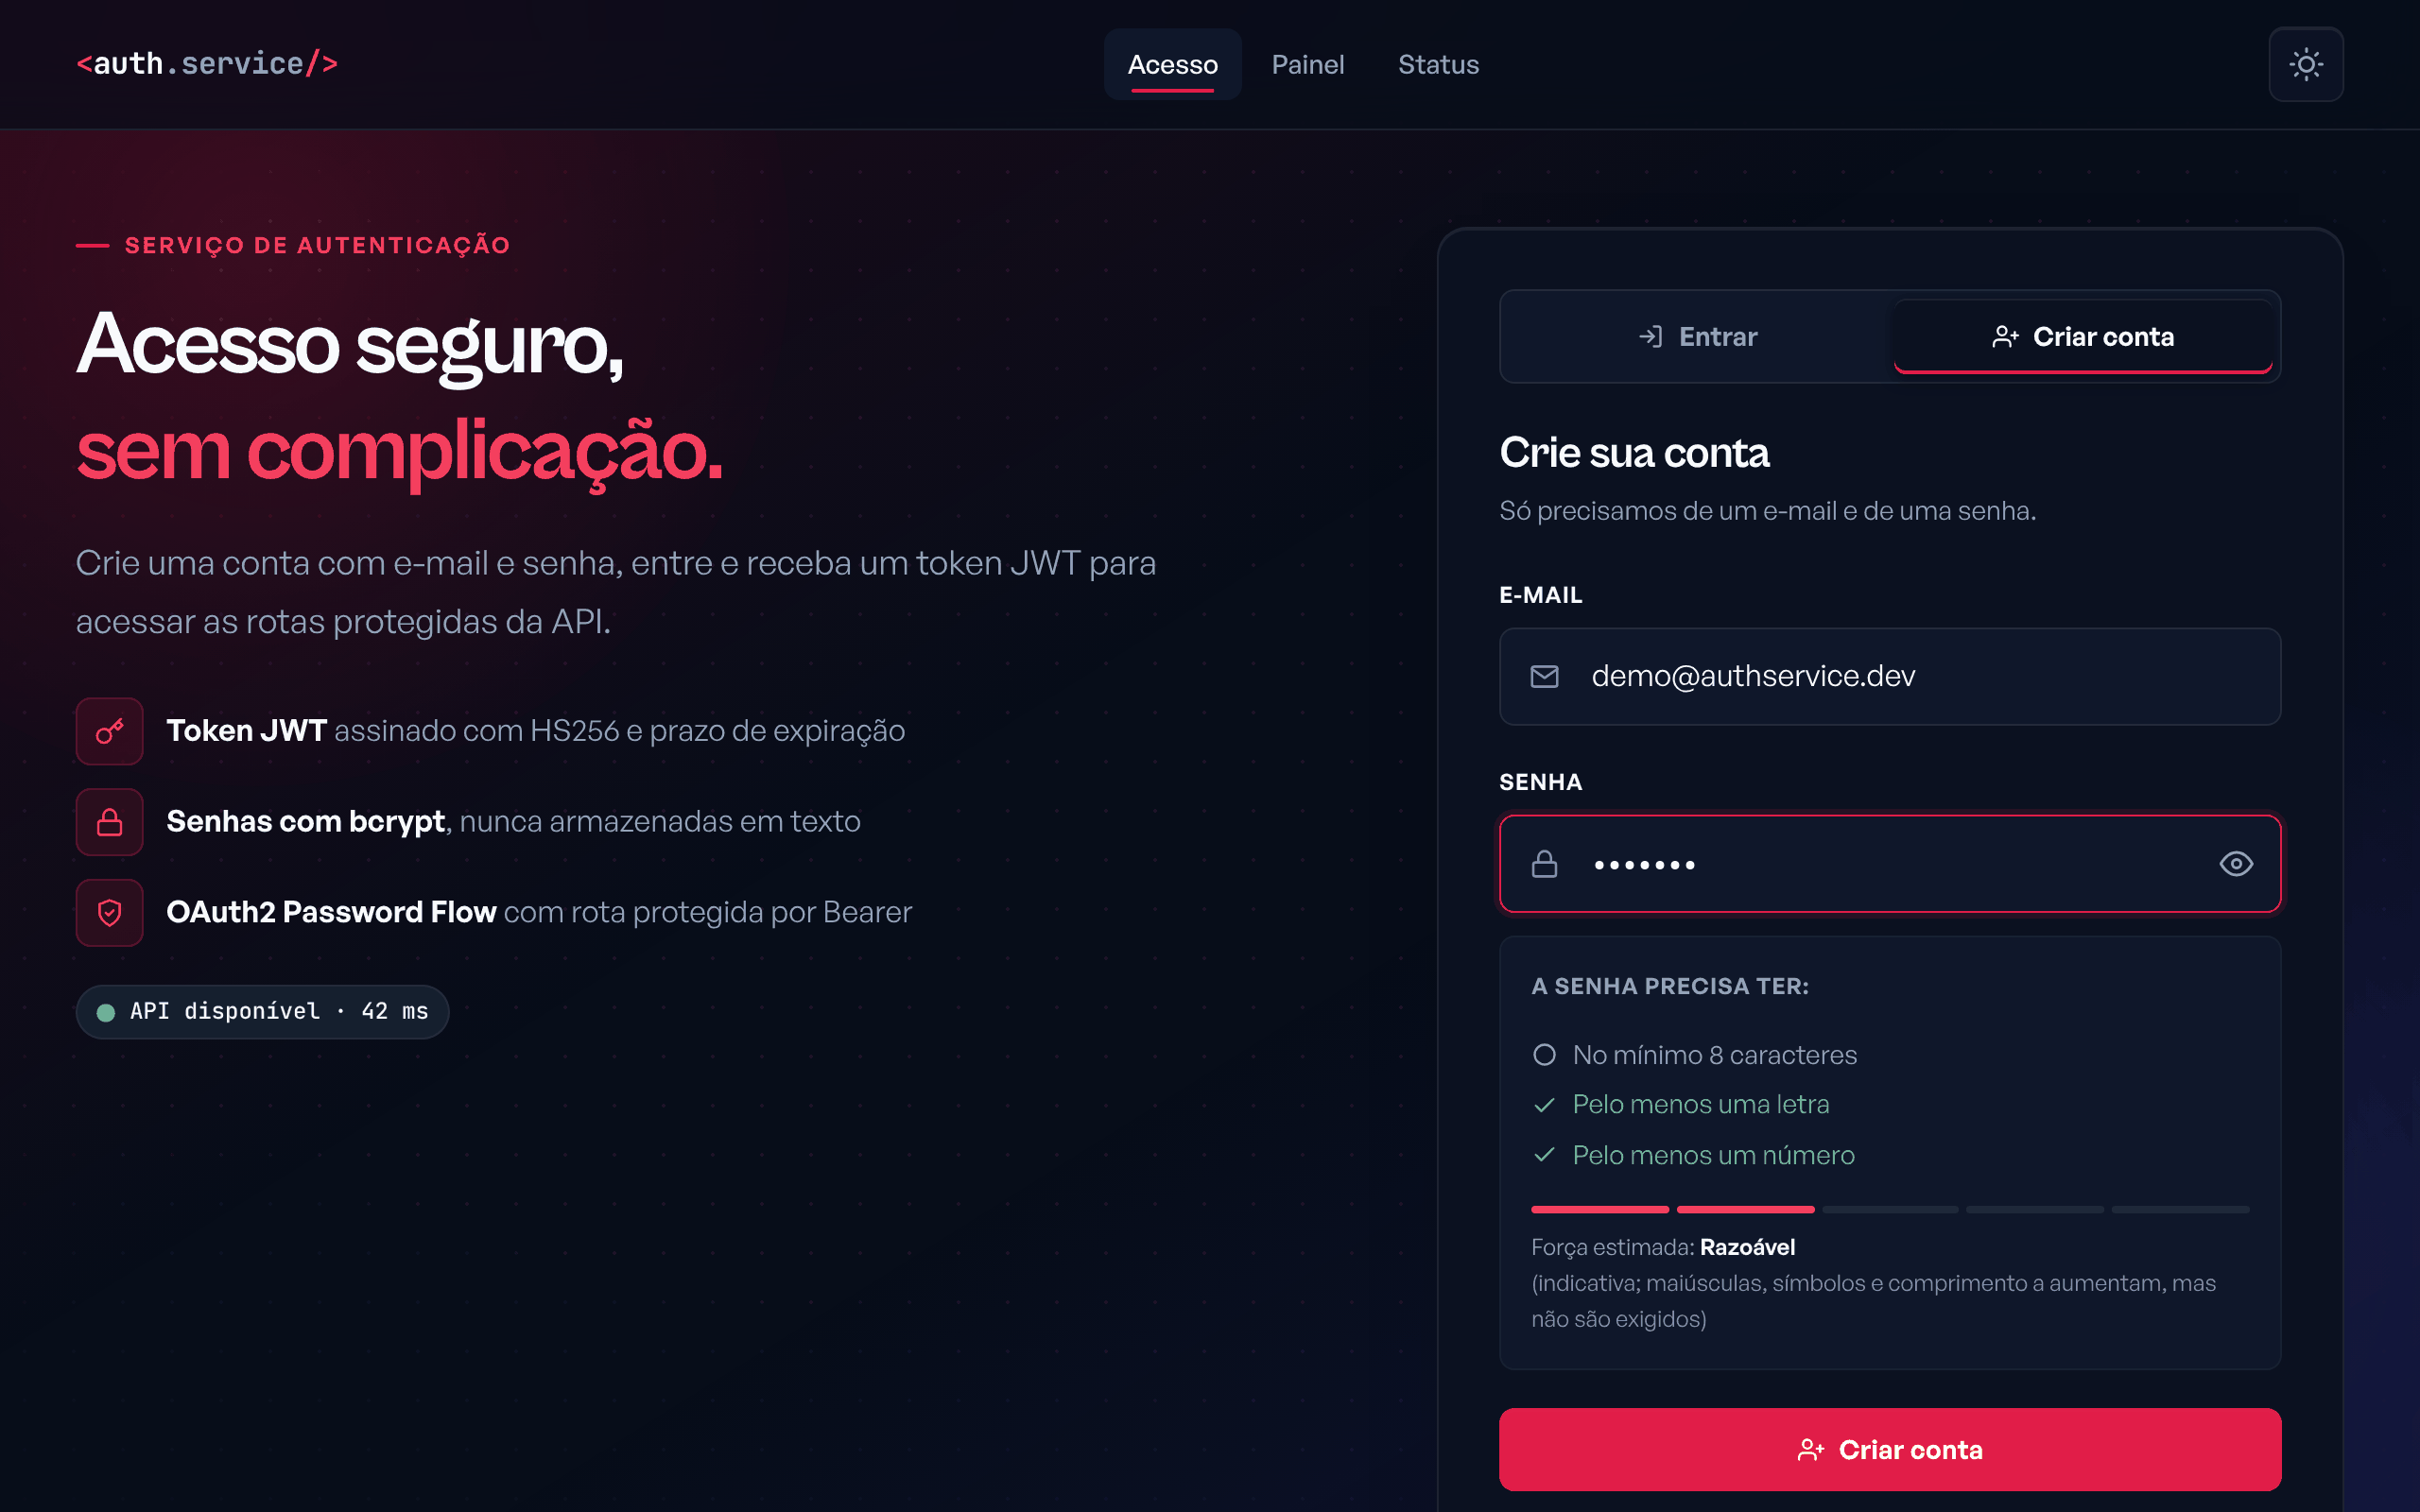 <auth.service/>
Acesso
Painel
Status
SERVIÇO DE AUTENTICAÇÃO
Acesso seguro,
sem complicação.
Crie uma conta com e-mail e senha, entre e receba um token JWT para
acessar as rotas protegidas da API.
Token JWT assinado com HS256 e prazo de expiração
Senhas com bcrypt, nunca armazenadas em texto
OAuth2 Password Flow com rota protegida por Bearer
API disponível · 42 ms
Entrar
Criar conta
Crie sua conta
Só precisamos de um e-mail e de uma senha.
E-MAIL
demo@authservice.dev
SENHA
•••••••
A SENHA PRECISA TER:
No mínimo 8 caracteres
Pelo menos uma letra
Pelo menos um número
Força estimada: Razoável
(indicativa; maiúsculas, símbolos e comprimento a aumentam, mas
não são exigidos)
Criar conta